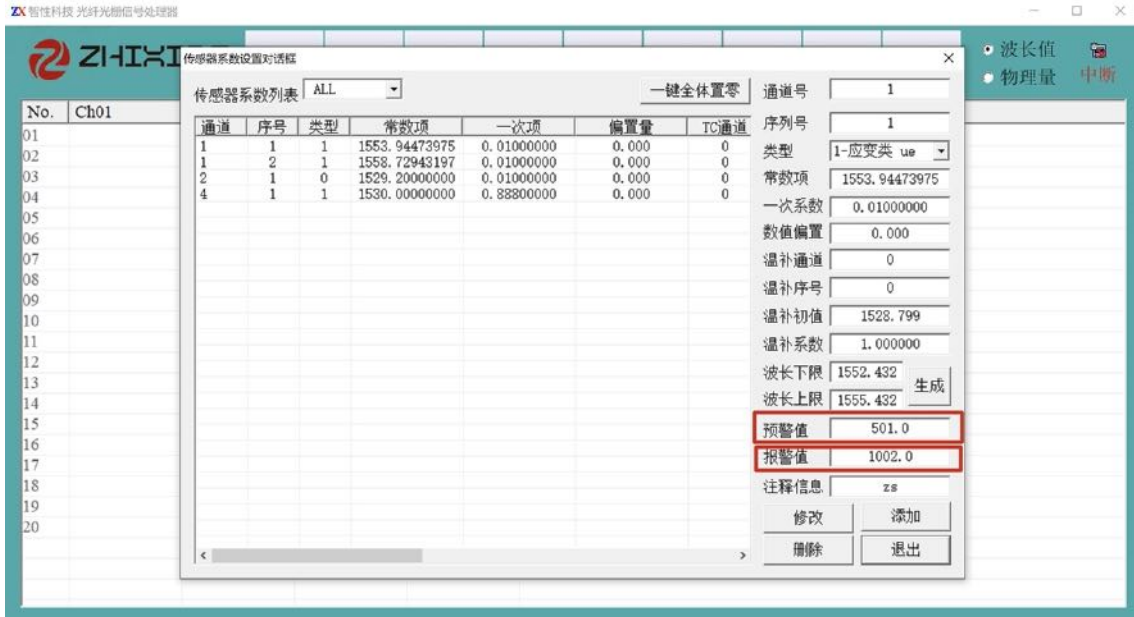 ZX 智性科技 光纤光栅信号处理器
传感器系数设置对话框
波长值
物理量
中断
No. Ch01
01
02
03
04
05
06
07
08
09
10
11
12
13
14
15
16
17
18
19
20
传感器系数列表 ALL 一键全体置零
通道 序号 类型 常数项 一次项 偏置量 TC通道
1 1 1 1553.94473975 0.01000000 0.000 0
1 2 1 1558.72943197 0.01000000 0.000 0
2 1 0 1529.20000000 0.01000000 0.000 0
4 1 1 1530.00000000 0.88800000 0.000 0
通道号 1
序列号 1
类型 1-应变类 ue
常数项 1553.94473975
一次系数 0.01000000
数值偏置 0.000
温补通道 0
温补序号 0
温补初值 1528.799
温补系数 1.000000
波长下限 1552.432
生成
波长上限 1555.432
预警值 501.0
报警值 1002.0
注释信息 zs
修改 添加
删除 退出